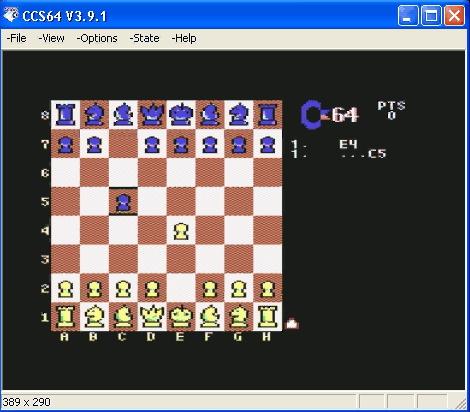 CCS64 V3.9.1
-File -View -Options -State -Help
8
64
PTS
0
7
1: E4
1: ...C5
6
5
4
3
2
1
A B C D E F G H
389 x 290